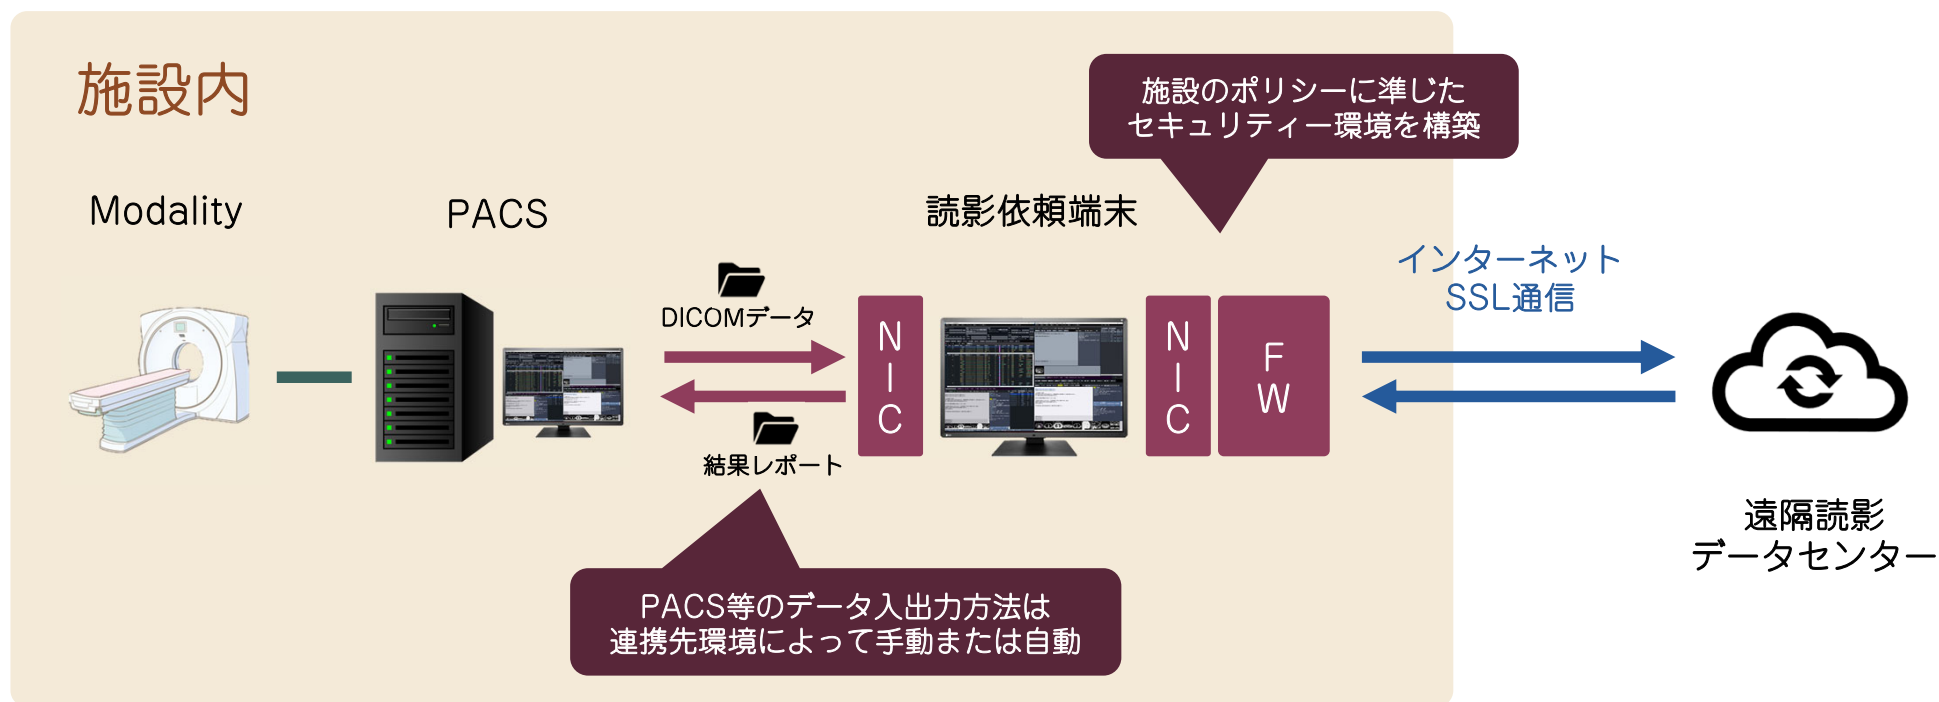 施設内
施設のポリシーに準じた
セキュリティー環境を構築
Modality
PACS
読影依頼端末
インターネット
SSL通信
DICOMデータ
NIC
NIC
FW
結果レポート
遠隔読影
データセンター
PACS等のデータ入出力方法は
連携先環境によって手動または自動